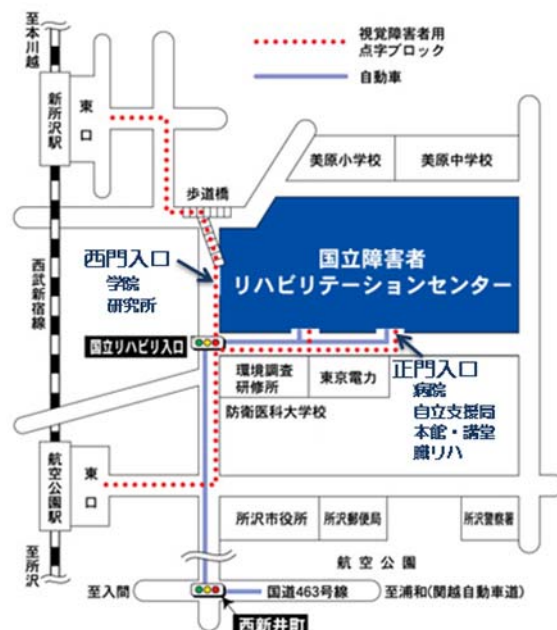 至本川越
視覚障害者用
点字ブロック
自動車
新所沢駅
東口
美原小学校
美原中学校
歩道橋
西門入口
学院
研究所
国立障害者
リハビリテーションセンター
西武新宿線
国立リハビリ入口
環境調査
研修所
東京電力
正門入口
病院
自立支援局
本館・講堂
職リハ
防衛医科大学校
航空公園駅
東口
所沢市役所
所沢郵便局
所沢警察署
至所沢
航空公園
至入間
国道463号線
至浦和(関越自動車道)
西新井町